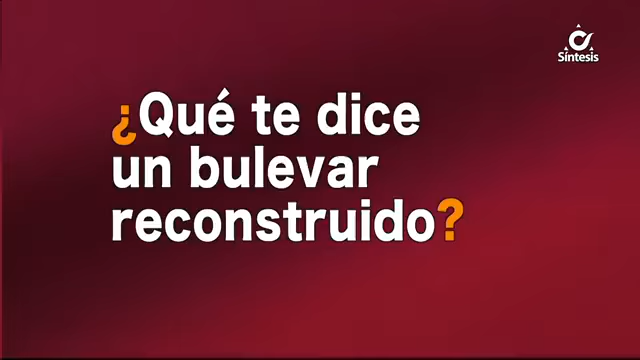 Síntesis
¿Qué te dice
un bulevar
reconstruido?